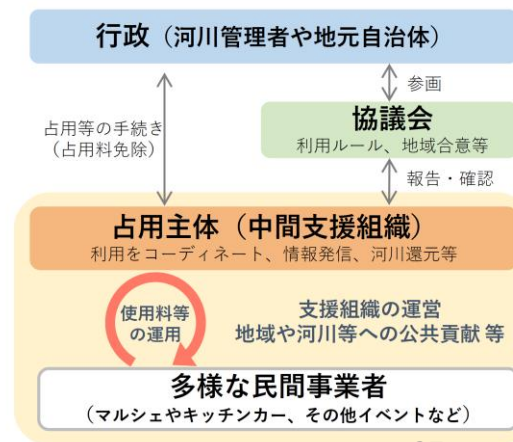 行政（河川管理者や地元自治体）
参画
占用等の手続き
（占用料免除）
協議会
利用ルール、地域合意等
報告・確認
占用主体（中間支援組織）
利用をコーディネート、情報発信、河川還元等
使用料等
の運用
支援組織の運営
地域や河川等への公共貢献 等
多様な民間事業者
（マルシェやキッチンカー、その他イベントなど）